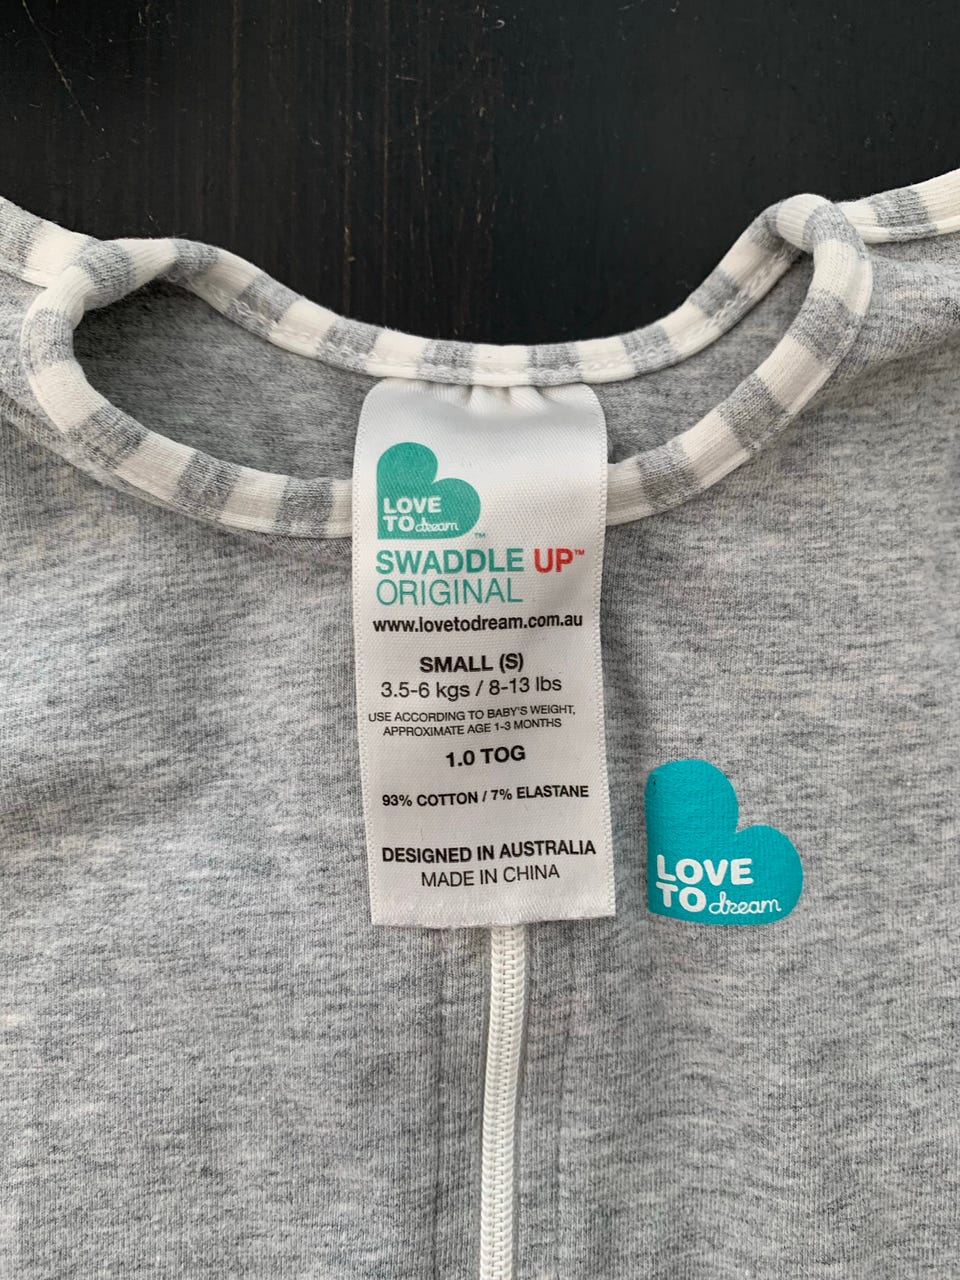 LOVE
TO dream ™
SWADDLE UP™
ORIGINAL
www.lovetodream.com.au
SMALL (S)
3.5-6 kgs / 8-13 lbs
USE ACCORDING TO BABY'S WEIGHT,
APPROXIMATE AGE 1-3 MONTHS
1.0 TOG
93% COTTON / 7% ELASTANE
DESIGNED IN AUSTRALIA
MADE IN CHINA
LOVE
TO dream